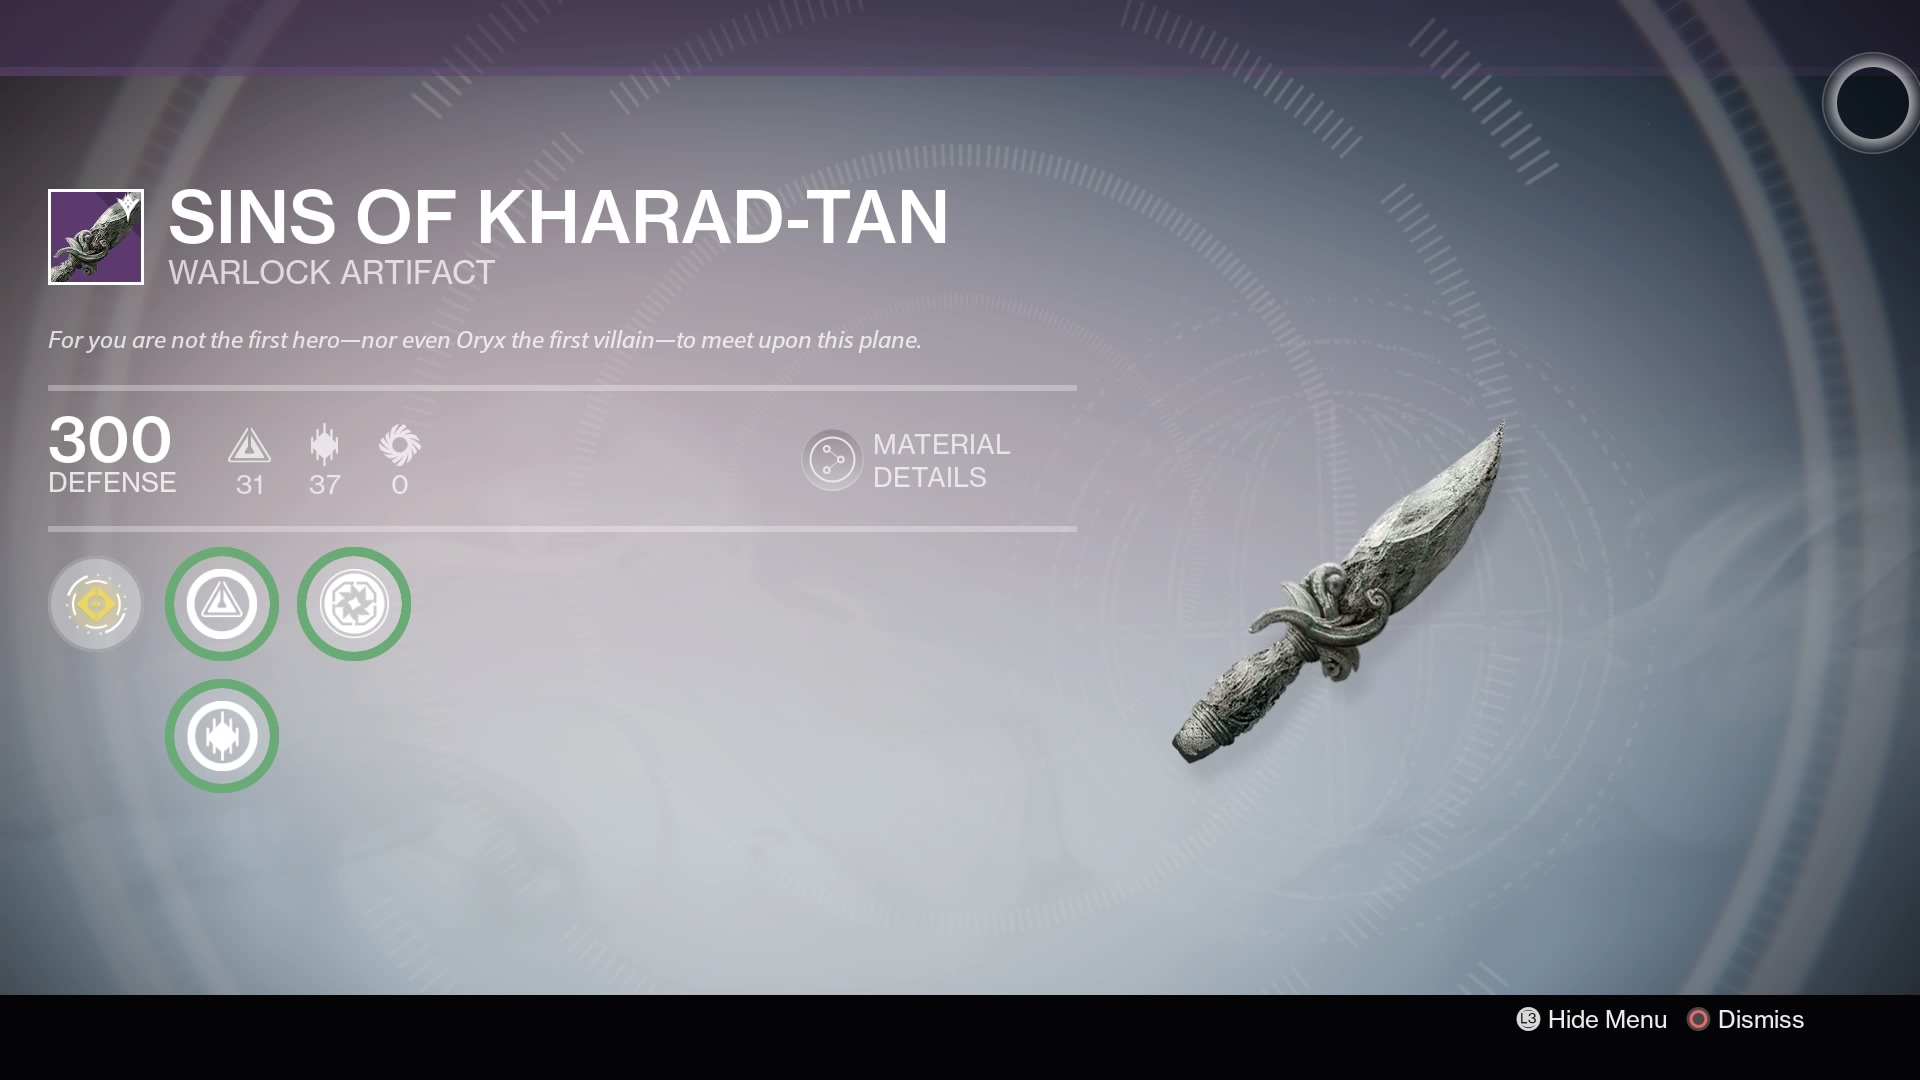 SINS OF KHARAD-TAN
WARLOCK ARTIFACT
For you are not the first hero—nor even Oryx the first villain—to meet upon this plane.
300
DEFENSE
31
37
0
MATERIAL
DETAILS
L3 Hide Menu
Dismiss